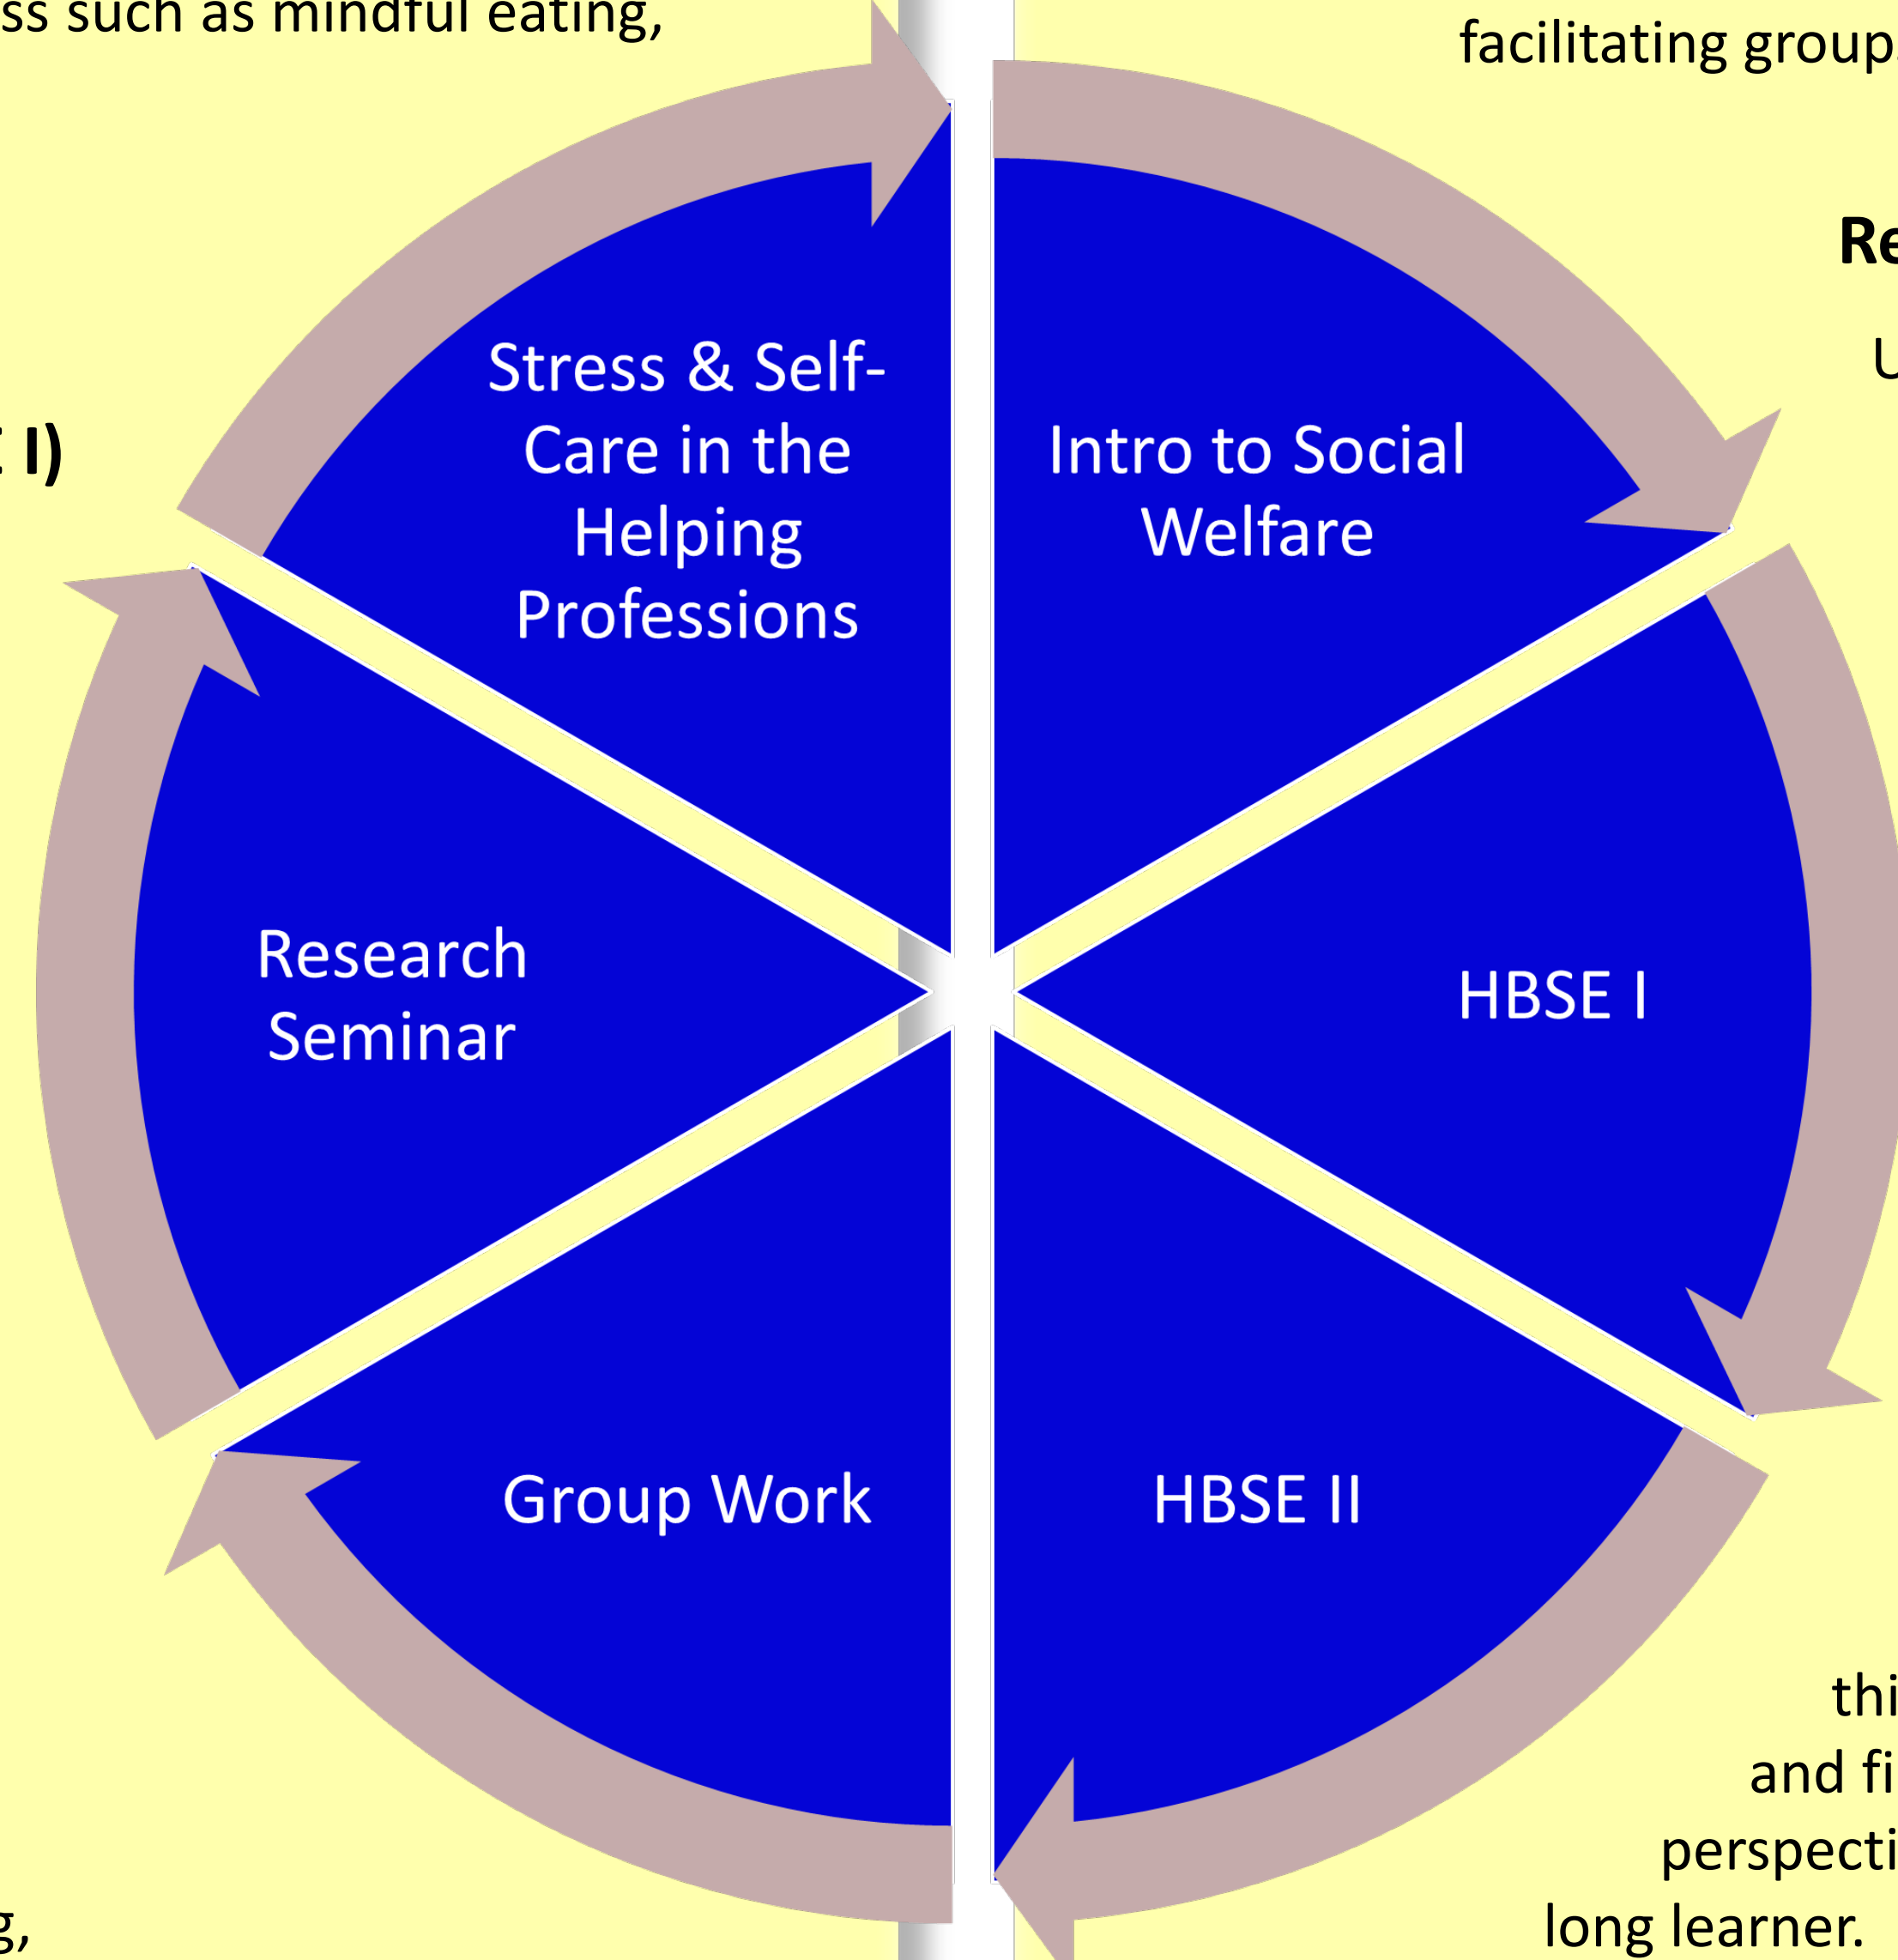 ss such as mindful eating,
facilitating group
Re
U
E I)
Stress & Self-
Care in the
Helping
Professions
Intro to Social
Welfare
Research
Seminar
HBSE I
Group Work
HBSE II
thi
and fi
perspecti
long learner.
g,